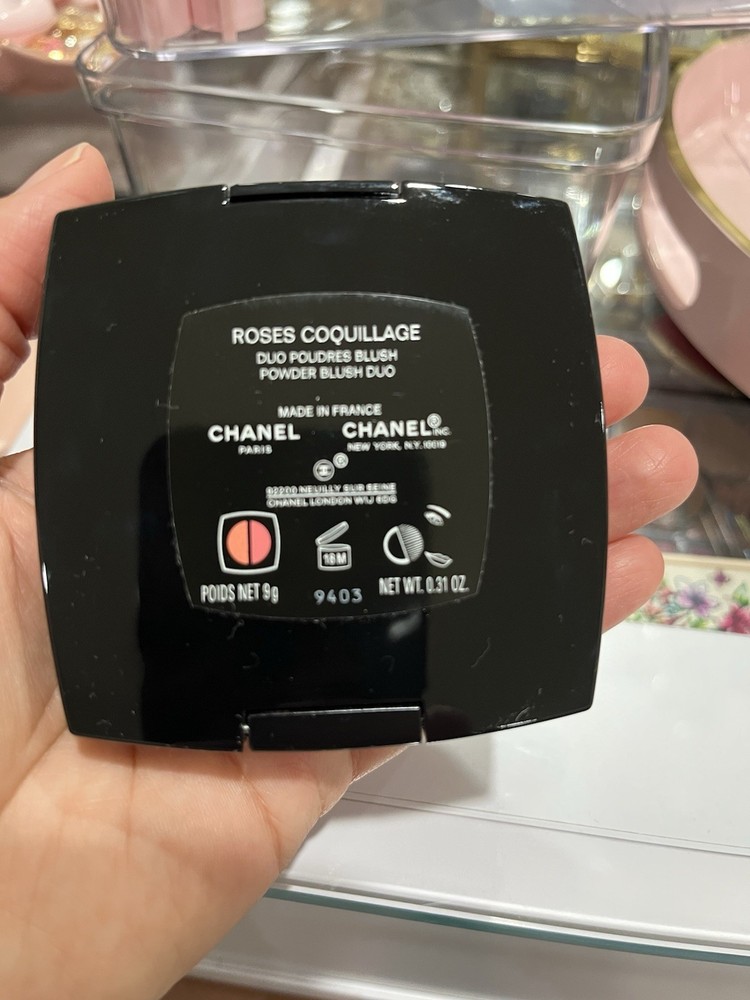 ROSES COQUILLAGE
DUO POUDRES BLUSH
POWDER BLUSH DUO
MADE IN FRANCE
CHANEL CHANEL® INC.
PARIS NEW YORK, N.Y. 10019
92200 NEUILLY SUR SEINE
CHANEL LONDON W1J 6DG
18M
POIDS NET 9g 9403 NET WT. 0.31 OZ.